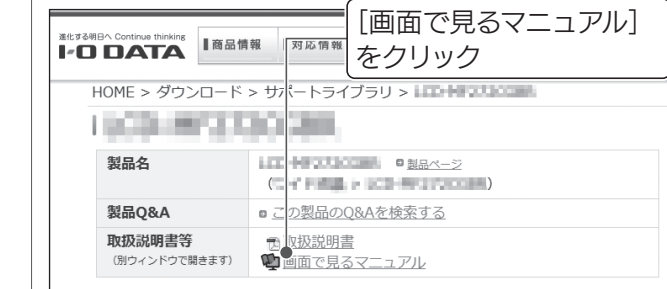 [画面で見るマニュアル]
をクリック
進化する明日へ Continue thinking
I-O DATA
商品情報
対応情報
HOME > ダウンロード > サポートライブラリ >
製品名
製品ページ
製品Q&A
この製品のQ&Aを検索する
取扱説明書等
(別ウィンドウで開きます)
取扱説明書
画面で見るマニュアル